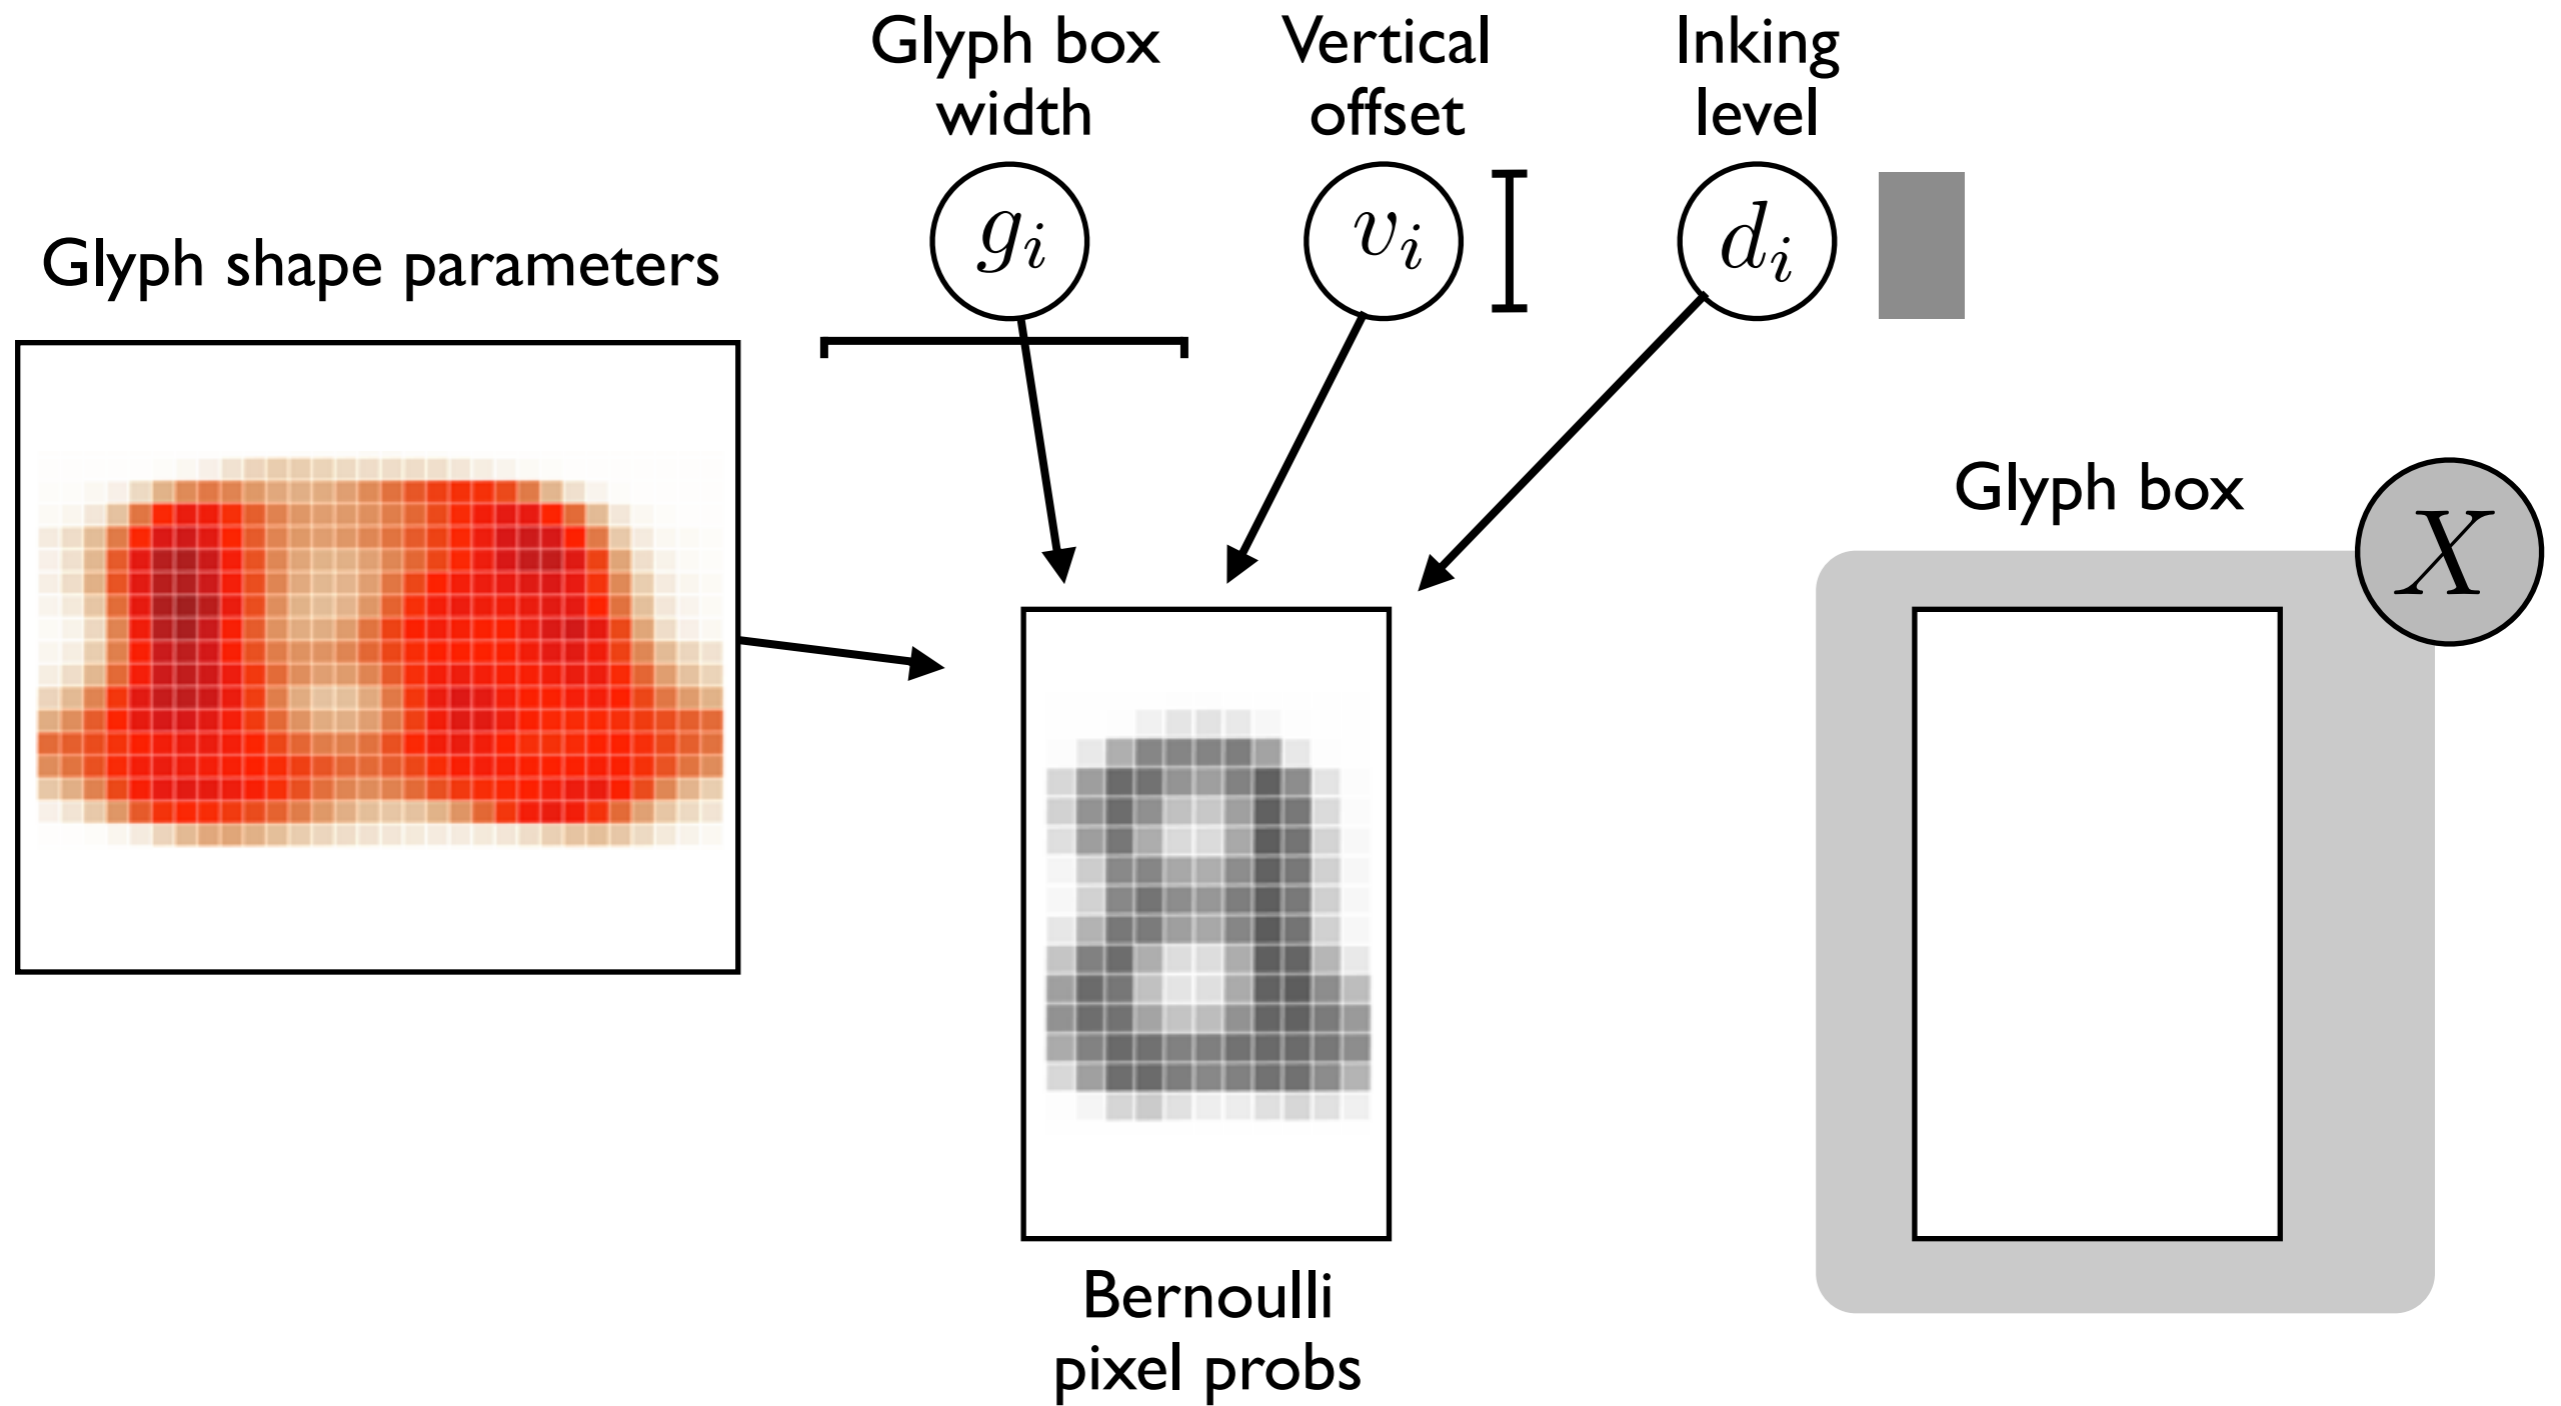 Glyph box
width
Vertical
offset
Inking
level
g_i
v_i
d_i
Glyph shape parameters
Glyph box
X
Bernoulli
pixel probs